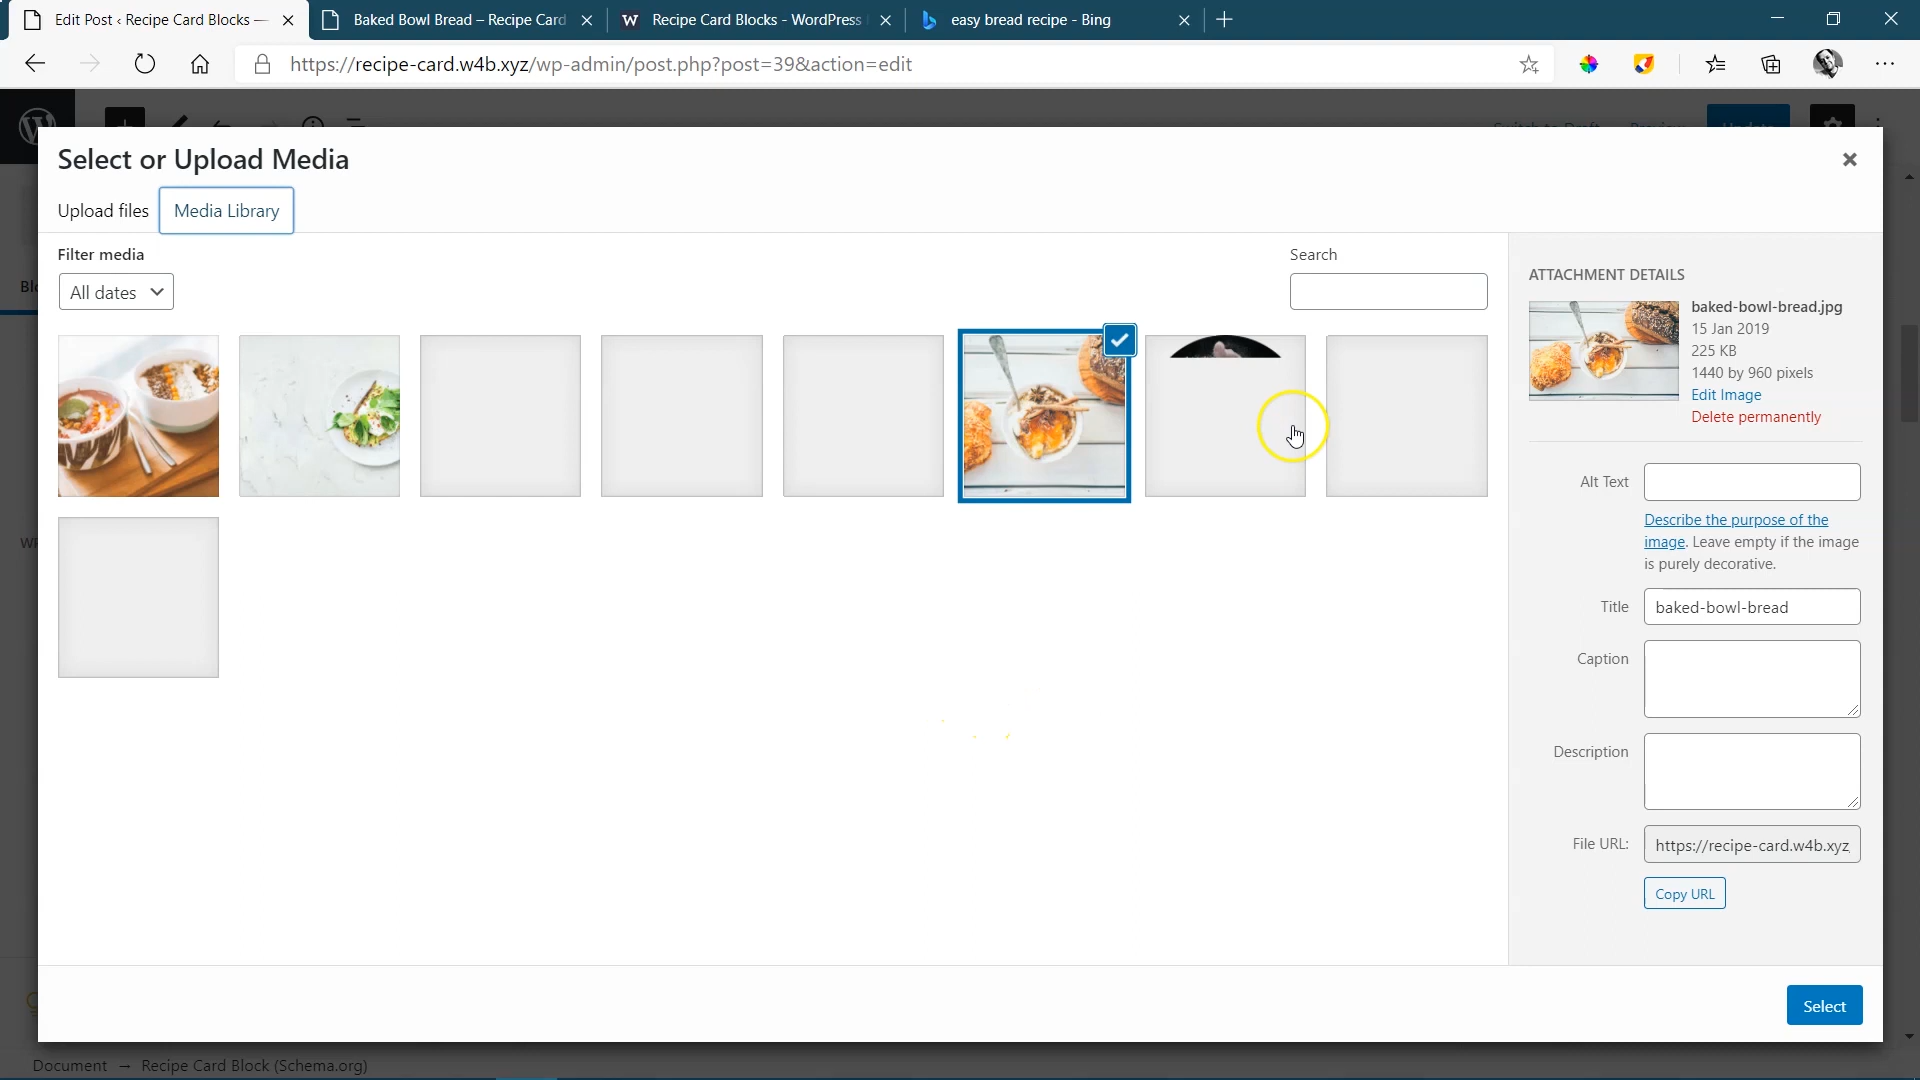 Edit Post ‹ Recipe Card Blocks —
Baked Bowl Bread – Recipe Card
Recipe Card Blocks - WordPress
easy bread recipe - Bing
https://recipe-card.w4b.xyz/wp-admin/post.php?post=39&action=edit
Switch to Draft
Preview
Update
Select or Upload Media
Upload files
Media Library
Filter media
All dates
Search
ATTACHMENT DETAILS
baked-bowl-bread.jpg
15 Jan 2019
225 KB
1440 by 960 pixels
Edit Image
Delete permanently
Alt Text
Describe the purpose of the
image. Leave empty if the image
is purely decorative.
Title
baked-bowl-bread
Caption
Description
File URL:
https://recipe-card.w4b.xyz
Copy URL
Select
Document → Recipe Card Block (Schema.org)